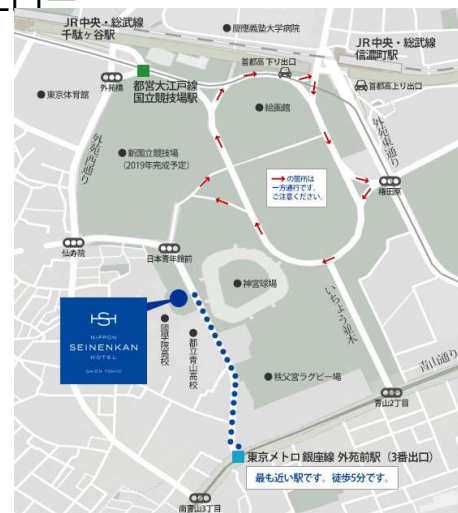 JR中央・総武線
千駄ヶ谷駅
慶應義塾大学病院
JR中央・総武線
信濃町駅
首都高下り出口
首都高上り出口
外苑橋
都営大江戸線
国立競技場駅
東京体育館
絵画館
外苑西通り
外苑東通り
新国立競技場
(2019年完成予定)
→の箇所は
一方通行です。
ご注意ください。
権田原
仙寿院
日本青年館前
神宮球場
いちょう並木
NIPPON
SEINENKAN
HOTEL
GAIEN TOKYO
國學院高校
都立青山高校
秩父宮ラグビー場
青山通り
青山2丁目
東京メトロ銀座線 外苑前駅(3番出口)
最も近い駅です。徒歩5分です。
南青山3丁目